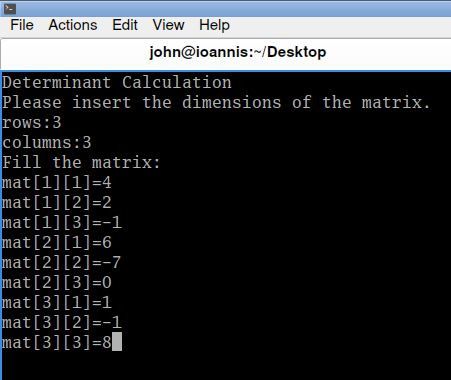 File Actions Edit View Help
john@ioannis:~/Desktop
Determinant Calculation
Please insert the dimensions of the matrix.
rows:3
columns:3
Fill the matrix:
mat[1][1]=4
mat[1][2]=2
mat[1][3]=-1
mat[2][1]=6
mat[2][2]=-7
mat[2][3]=0
mat[3][1]=1
mat[3][2]=-1
mat[3][3]=8